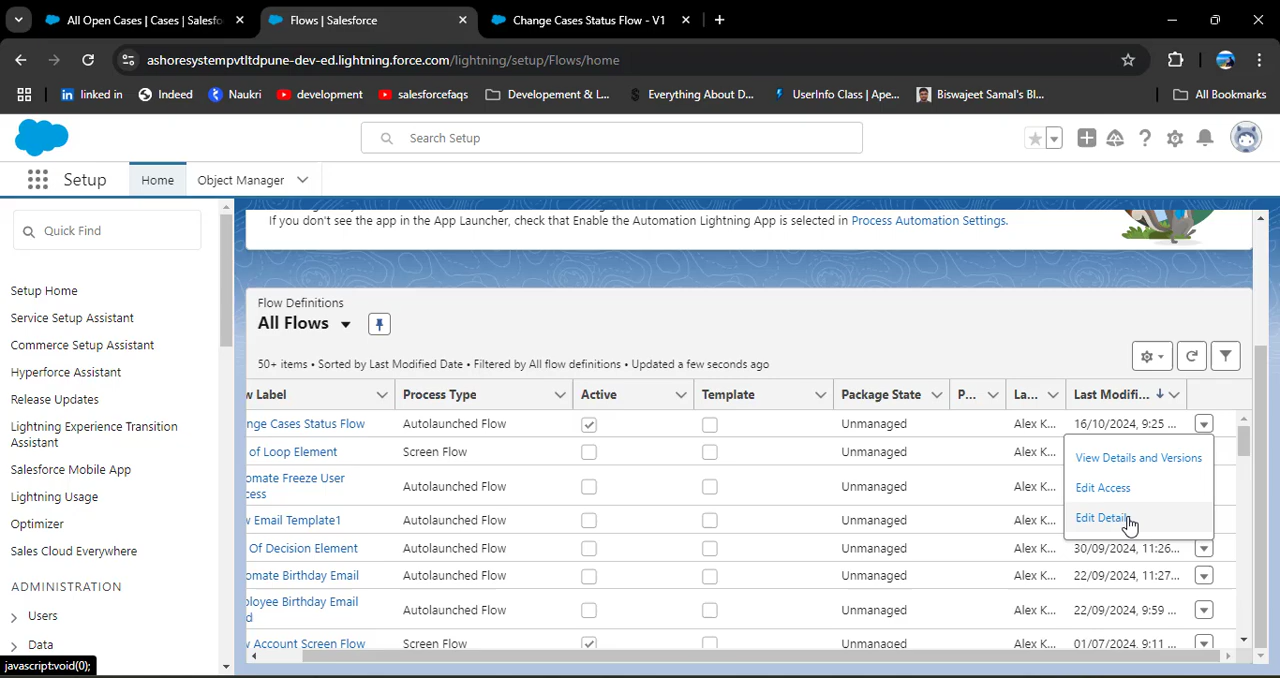 All Open Cases | Cases | Salesfo
Flows | Salesforce
Change Cases Status Flow - V1
ashoresystempvtltdpune-dev-ed.lightning.force.com/lightning/setup/Flows/home
linked in
Indeed
Naukri
development
salesforcefaqs
Developement & L...
Everything About D...
UserInfo Class | Ape...
Biswajeet Samal's Bl...
All Bookmarks
Search Setup
Setup
Home
Object Manager
Quick Find
Setup Home
Service Setup Assistant
Commerce Setup Assistant
Hyperforce Assistant
Release Updates
Lightning Experience Transition
Assistant
Salesforce Mobile App
Lightning Usage
Optimizer
Sales Cloud Everywhere
ADMINISTRATION
Users
Data
javascript:void(0);
If you don't see the app in the App Launcher, check that Enable the Automation Lightning App is selected in Process Automation Settings.
Flow Definitions
All Flows
50+ items • Sorted by Last Modified Date • Filtered by All flow definitions • Updated a few seconds ago
w Label Process Type Active Template Package State P... La... Last Modifi...
nge Cases Status Flow Autolaunched Flow Unmanaged Alex K... 16/10/2024, 9:25 ...
of Loop Element Screen Flow Unmanaged Alex K...
omate Freeze User
cess
Autolaunched Flow Unmanaged Alex K...
w Email Template1 Autolaunched Flow Unmanaged Alex K...
Of Decision Element Autolaunched Flow Unmanaged Alex K... 30/09/2024, 11:26...
omate Birthday Email Autolaunched Flow Unmanaged Alex K... 22/09/2024, 11:27...
ployee Birthday Email
d
Autolaunched Flow Unmanaged Alex K... 22/09/2024, 9:59 ...
w Account Screen Flow Screen Flow Unmanaged Alex K... 01/07/2024, 9:11 ...
View Details and Versions
Edit Access
Edit Details